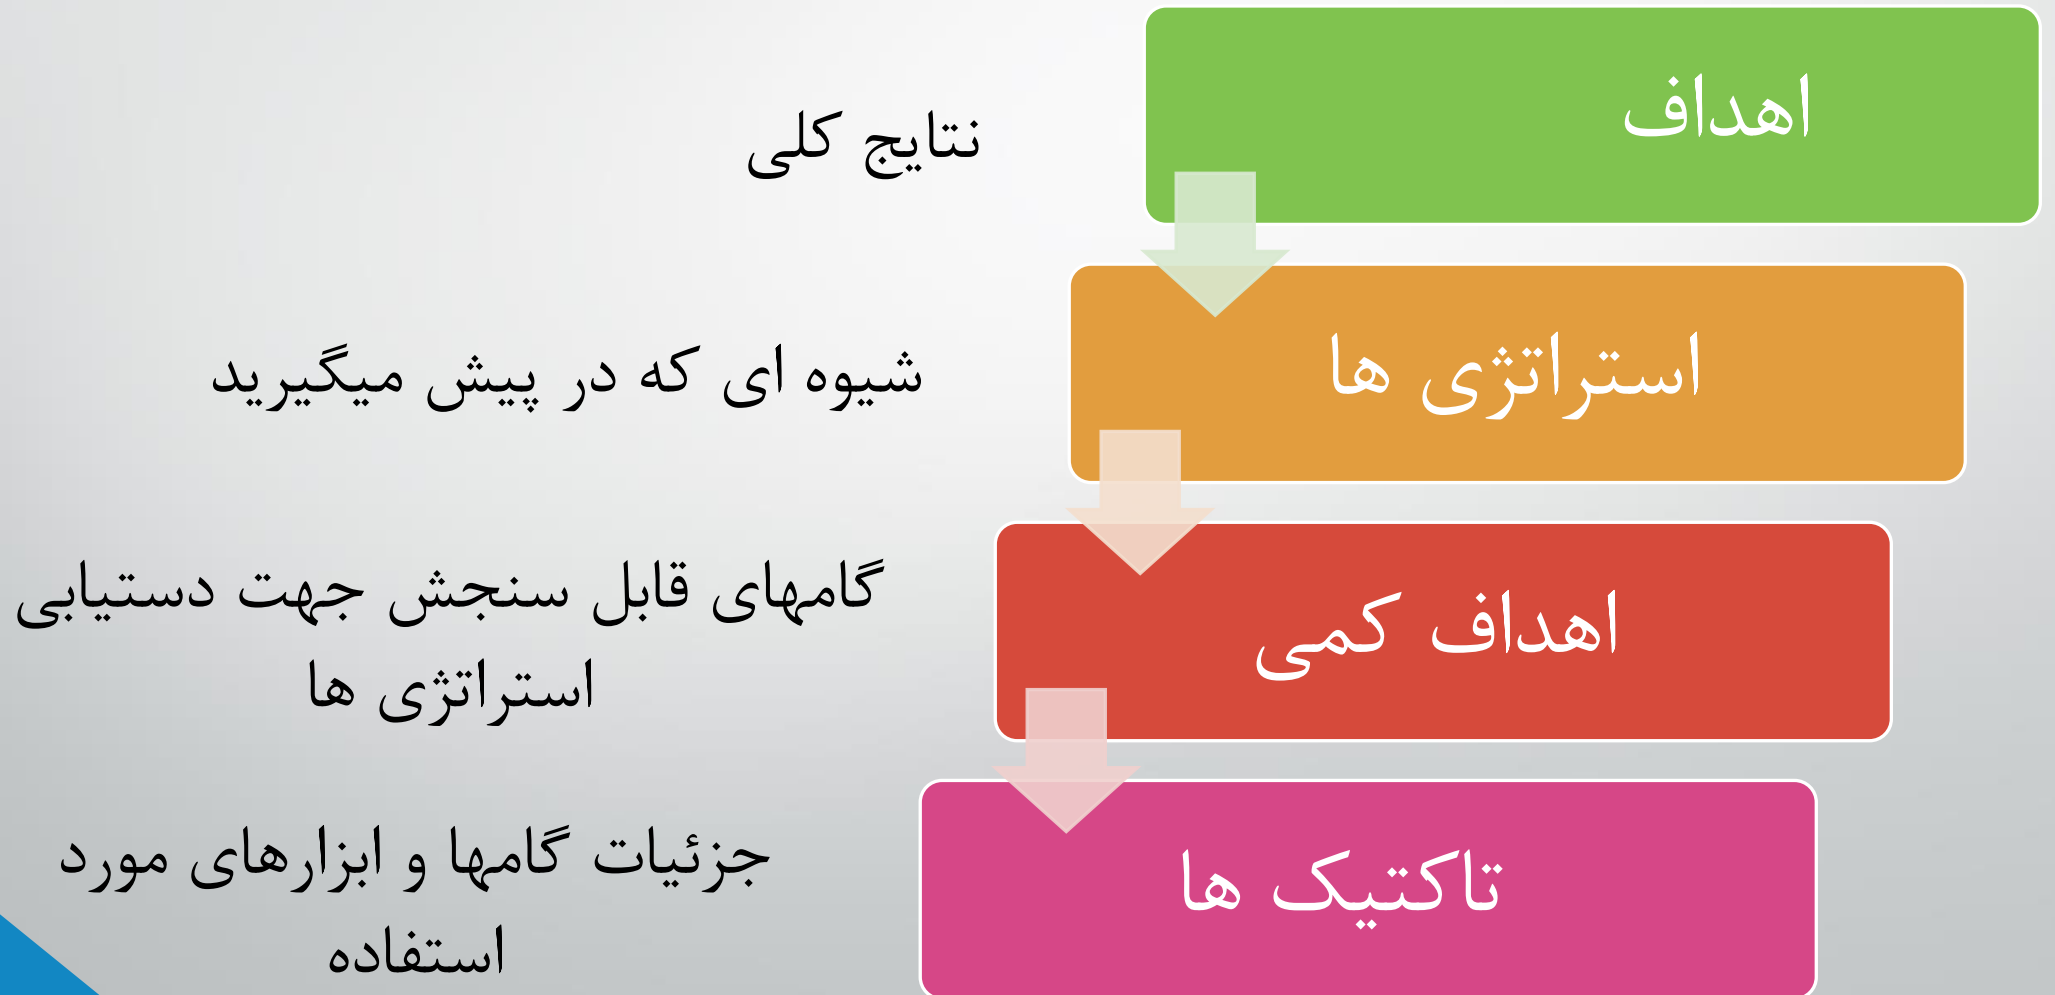 اهداف
نتایج کلی
استراتژی ها
شیوه ای که در پیش میگیرید
اهداف کمی
گامهای قابل سنجش جهت دستیابی
استراتژی ها
تاکتیک ها
جزئیات گامها و ابزارهای مورد
استفاده